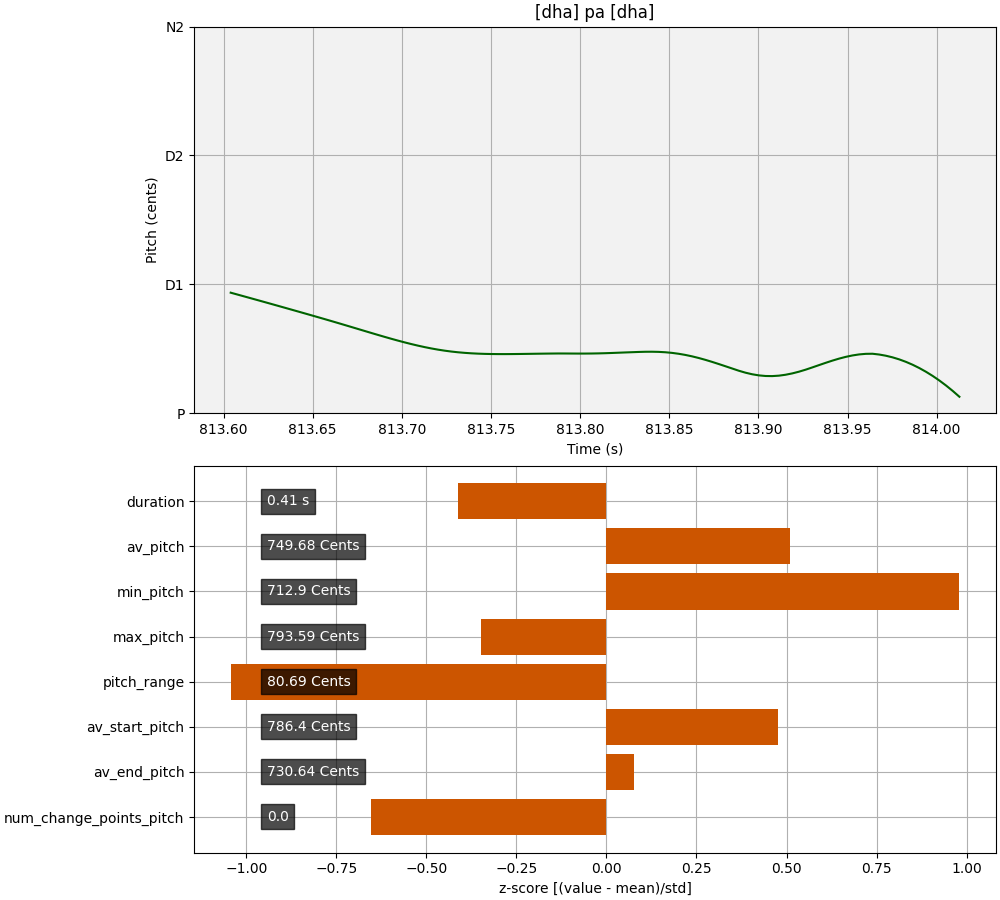 [dha] pa [dha]
N2
D2
D1
P
Pitch (cents)
813.60 813.65 813.70 813.75 813.80 813.85 813.90 813.95 814.00
Time (s)
duration 0.41 s
av_pitch 749.68 Cents
min_pitch 712.9 Cents
max_pitch 793.59 Cents
pitch_range 80.69 Cents
av_start_pitch 786.4 Cents
av_end_pitch 730.64 Cents
num_change_points_pitch 0.0
−1.00 −0.75 −0.50 −0.25 0.00 0.25 0.50 0.75 1.00
z-score [(value - mean)/std]